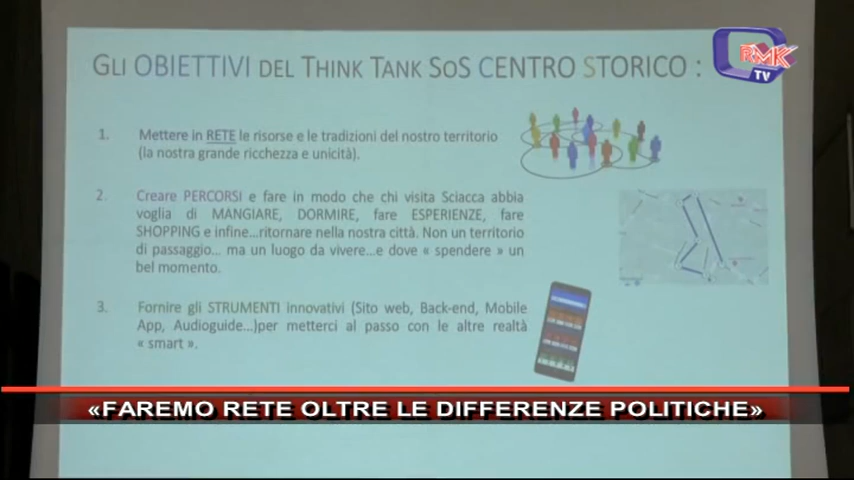 GLI OBIETTIVI DEL THINK TANK SOS CENTRO STORICO :
RMK
TV
1. Mettere in RETE le risorse e le tradizioni del nostro territorio
(la nostra grande ricchezza e unicità).
2. Creare PERCORSI e fare in modo che chi visita Sciacca abbia
voglia di MANGIARE, DORMIRE, fare ESPERIENZE, fare
SHOPPING e infine...ritornare nella nostra città. Non un territorio
di passaggio... ma un luogo da vivere...e dove « spendere » un
bel momento.
3. Fornire gli STRUMENTI innovativi (Sito web, Back-end, Mobile
App, Audioguide...)per metterci al passo con le altre realtà
« smart ».
«FAREMO RETE OLTRE LE DIFFERENZE POLITICHE»